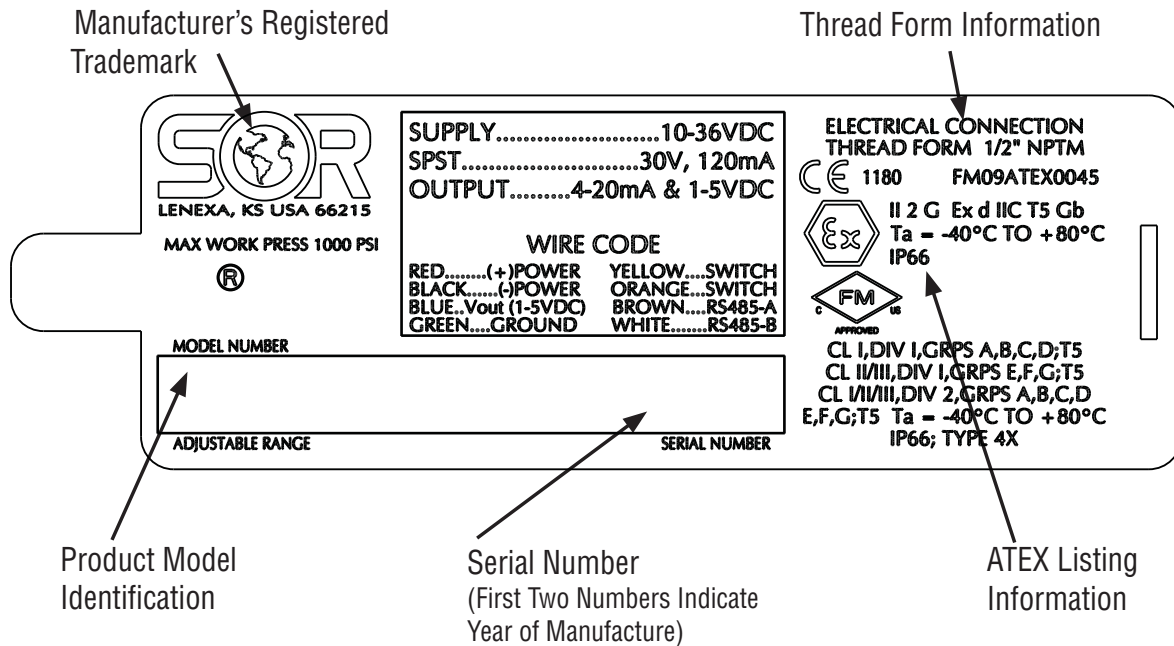 Manufacturer’s Registered
Trademark
Thread Form Information
SOR
LENEXA, KS USA 66215
MAX WORK PRESS 1000 PSI
®
SUPPLY..........................10-36VDC
SPST............................30V, 120mA
OUTPUT..........4-20mA & 1-5VDC
WIRE CODE
RED........(+)POWER YELLOW....SWITCH
BLACK......(-)POWER ORANGE...SWITCH
BLUE..Vout (1-5VDC) BROWN....RS485-A
GREEN....GROUND WHITE.......RS485-B
ELECTRICAL CONNECTION
THREAD FORM 1/2" NPTM
CE 1180 FM09ATEX0045
Ex
II 2 G Ex d IIC T5 Gb
Ta = -40°C TO +80°C
IP66
C FM US
APPROVED
CL I,DIV I,GRPS A,B,C,D;T5
CL II/III,DIV I,GRPS E,F,G;T5
CL I/II/III,DIV 2,GRPS A,B,C,D
E,F,G;T5 Ta = -40°C TO +80°C
IP66; TYPE 4X
MODEL NUMBER
ADJUSTABLE RANGE SERIAL NUMBER
Product Model
Identification
Serial Number
(First Two Numbers Indicate
Year of Manufacture)
ATEX Listing
Information